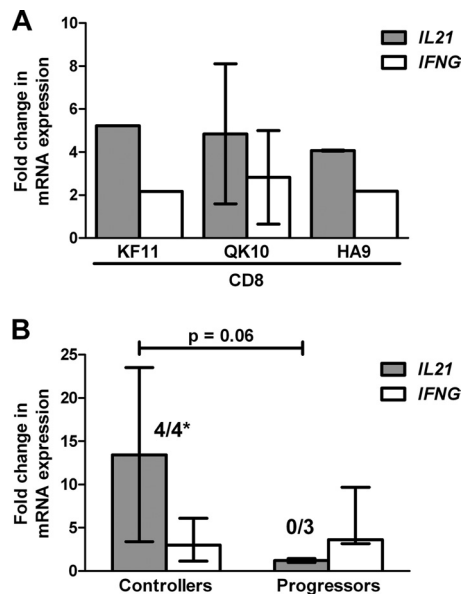 A
Fold change in
mRNA expression
10
8
6
4
2
0
IL21
IFNG
KF11 QK10 HA9
CD8
B
p = 0.06
Fold change in
mRNA expression
25
20
15
10
5
0
IL21
IFNG
4/4*
0/3
Controllers Progressors